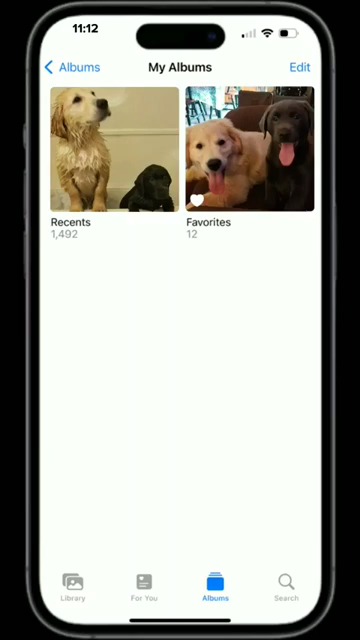 11:12
Albums
My Albums
Edit
Recents
1,492
Favorites
12
Library
For You
Albums
Search